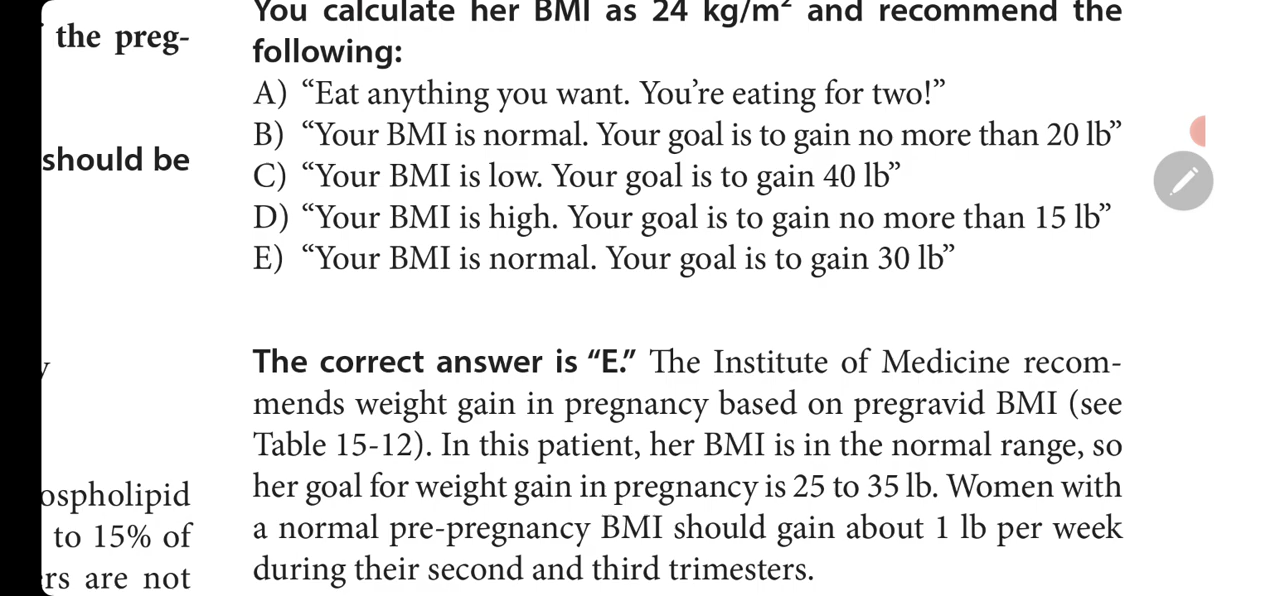 the preg-
should be
ospholipid
to 15% of
rs are not
You calculate her BMI as 24 kg/m² and recommend the
following:
A) “Eat anything you want. You’re eating for two!”
B) “Your BMI is normal. Your goal is to gain no more than 20 lb”
C) “Your BMI is low. Your goal is to gain 40 lb”
D) “Your BMI is high. Your goal is to gain no more than 15 lb”
E) “Your BMI is normal. Your goal is to gain 30 lb”
The correct answer is “E.” The Institute of Medicine recom-
mends weight gain in pregnancy based on pregravid BMI (see
Table 15-12). In this patient, her BMI is in the normal range, so
her goal for weight gain in pregnancy is 25 to 35 lb. Women with
a normal pre-pregnancy BMI should gain about 1 lb per week
during their second and third trimesters.